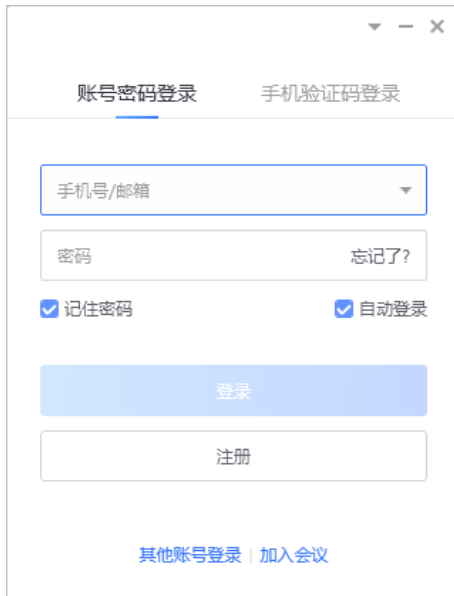 账号密码登录 手机验证码登录
手机号/邮箱
密码 忘记了?
记住密码 自动登录
登录
注册
其他账号登录 | 加入会议